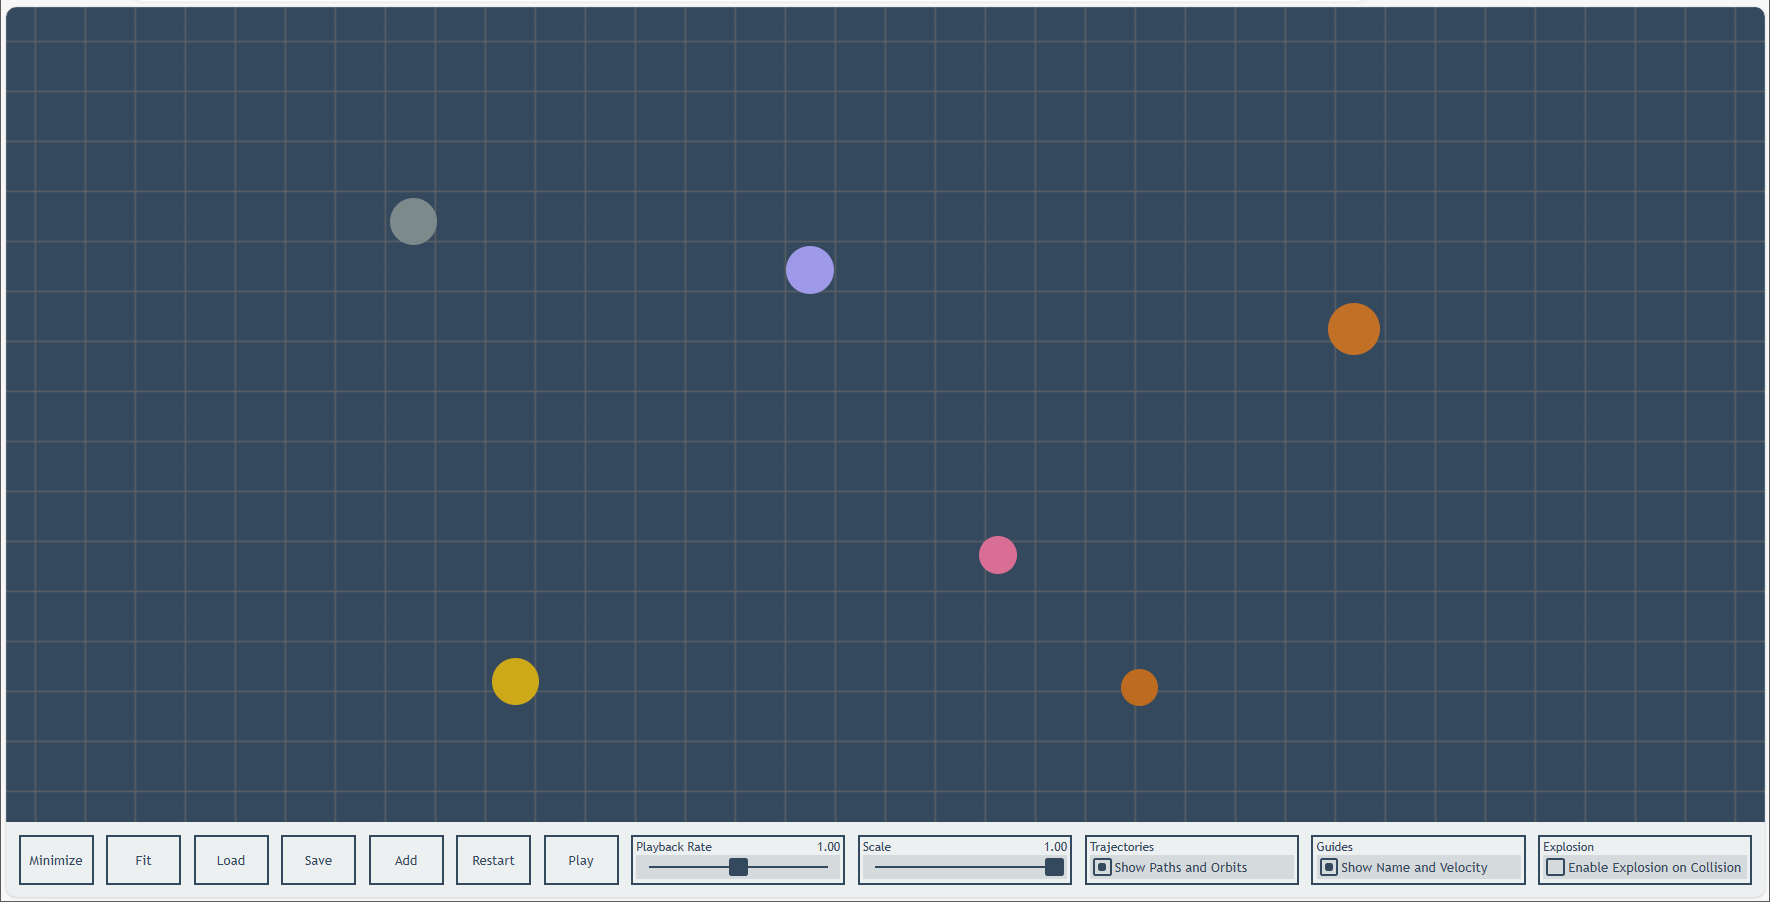 Minimize
Fit
Load
Save
Add
Restart
Play
Playback Rate 1.00
Scale 1.00
Trajectories
Show Paths and Orbits
Guides
Show Name and Velocity
Explosion
Enable Explosion on Collision